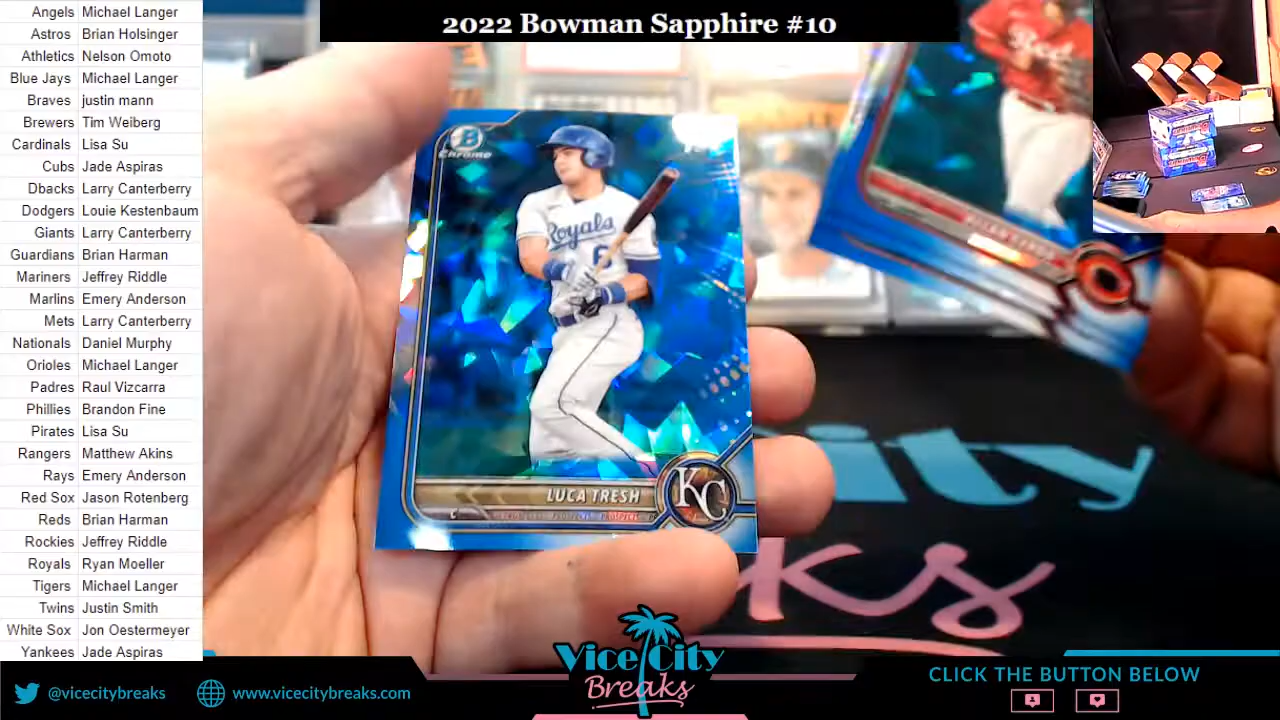 2022 Bowman Sapphire #10
Angels Michael Langer
Astros Brian Holsinger
Athletics Nelson Omoto
Blue Jays Michael Langer
Braves justin mann
Brewers Tim Weiberg
Cardinals Lisa Su
Cubs Jade Aspiras
Dbacks Larry Canterberry
Dodgers Louie Kestenbaum
Giants Larry Canterberry
Guardians Brian Harman
Mariners Jeffrey Riddle
Marlins Emery Anderson
Mets Larry Canterberry
Nationals Daniel Murphy
Orioles Michael Langer
Padres Raul Vizcarra
Phillies Brandon Fine
Pirates Lisa Su
Rangers Matthew Akins
Rays Emery Anderson
Red Sox Jason Rotenberg
Reds Brian Harman
Rockies Jeffrey Riddle
Royals Ryan Moeller
Tigers Michael Langer
Twins Justin Smith
White Sox Jon Oestermeyer
Yankees Jade Aspiras
B
Chrome
Royals
6
LUCA TRESH
C
KC
Reds
Vice City
Breaks
@vicecitybreaks
www.vicecitybreaks.com
CLICK THE BUTTON BELOW